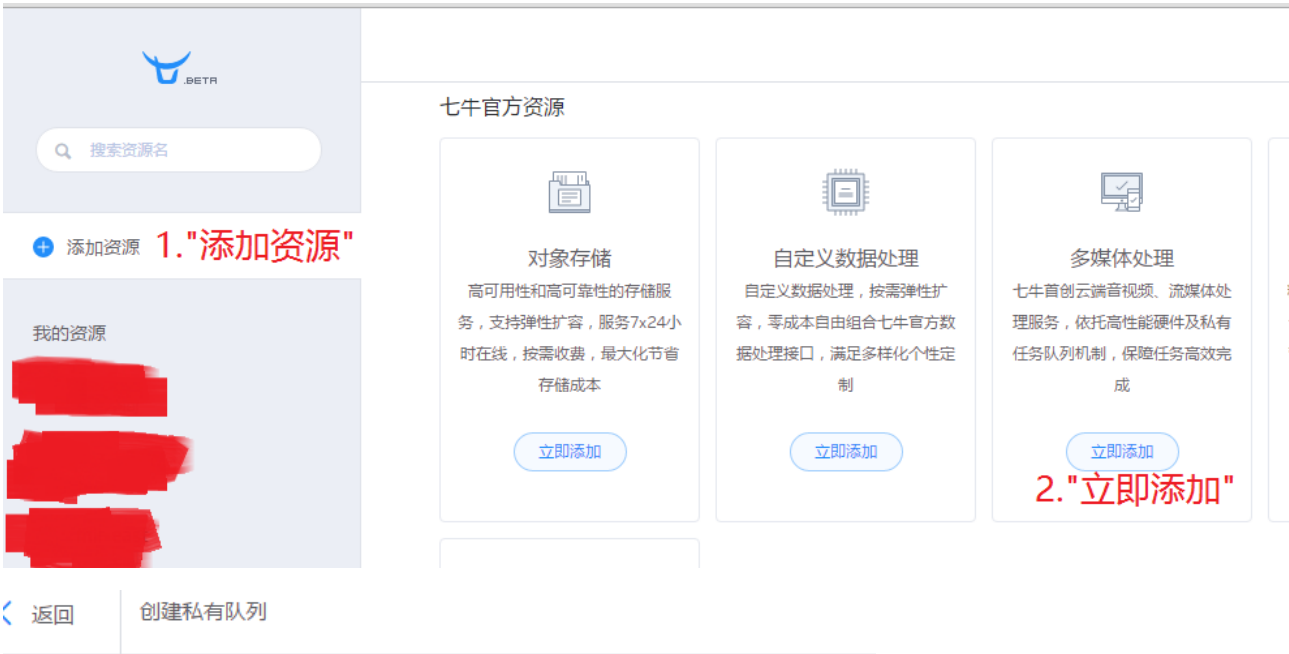 .BETA
搜索资源名
添加资源
1."添加资源"
我的资源
七牛官方资源
对象存储
高可用性和高可靠性的存储服
务，支持弹性扩容，服务7x24小
时在线，按需收费，最大化节省
存储成本
立即添加
自定义数据处理
自定义数据处理，按需弹性扩
容，零成本自由组合七牛官方数
据处理接口，满足多样化个性定
制
立即添加
多媒体处理
七牛首创云端音视频、流媒体处
理服务，依托高性能硬件及私有
任务队列机制，保障任务高效完
成
立即添加
2."立即添加"
返回
创建私有队列